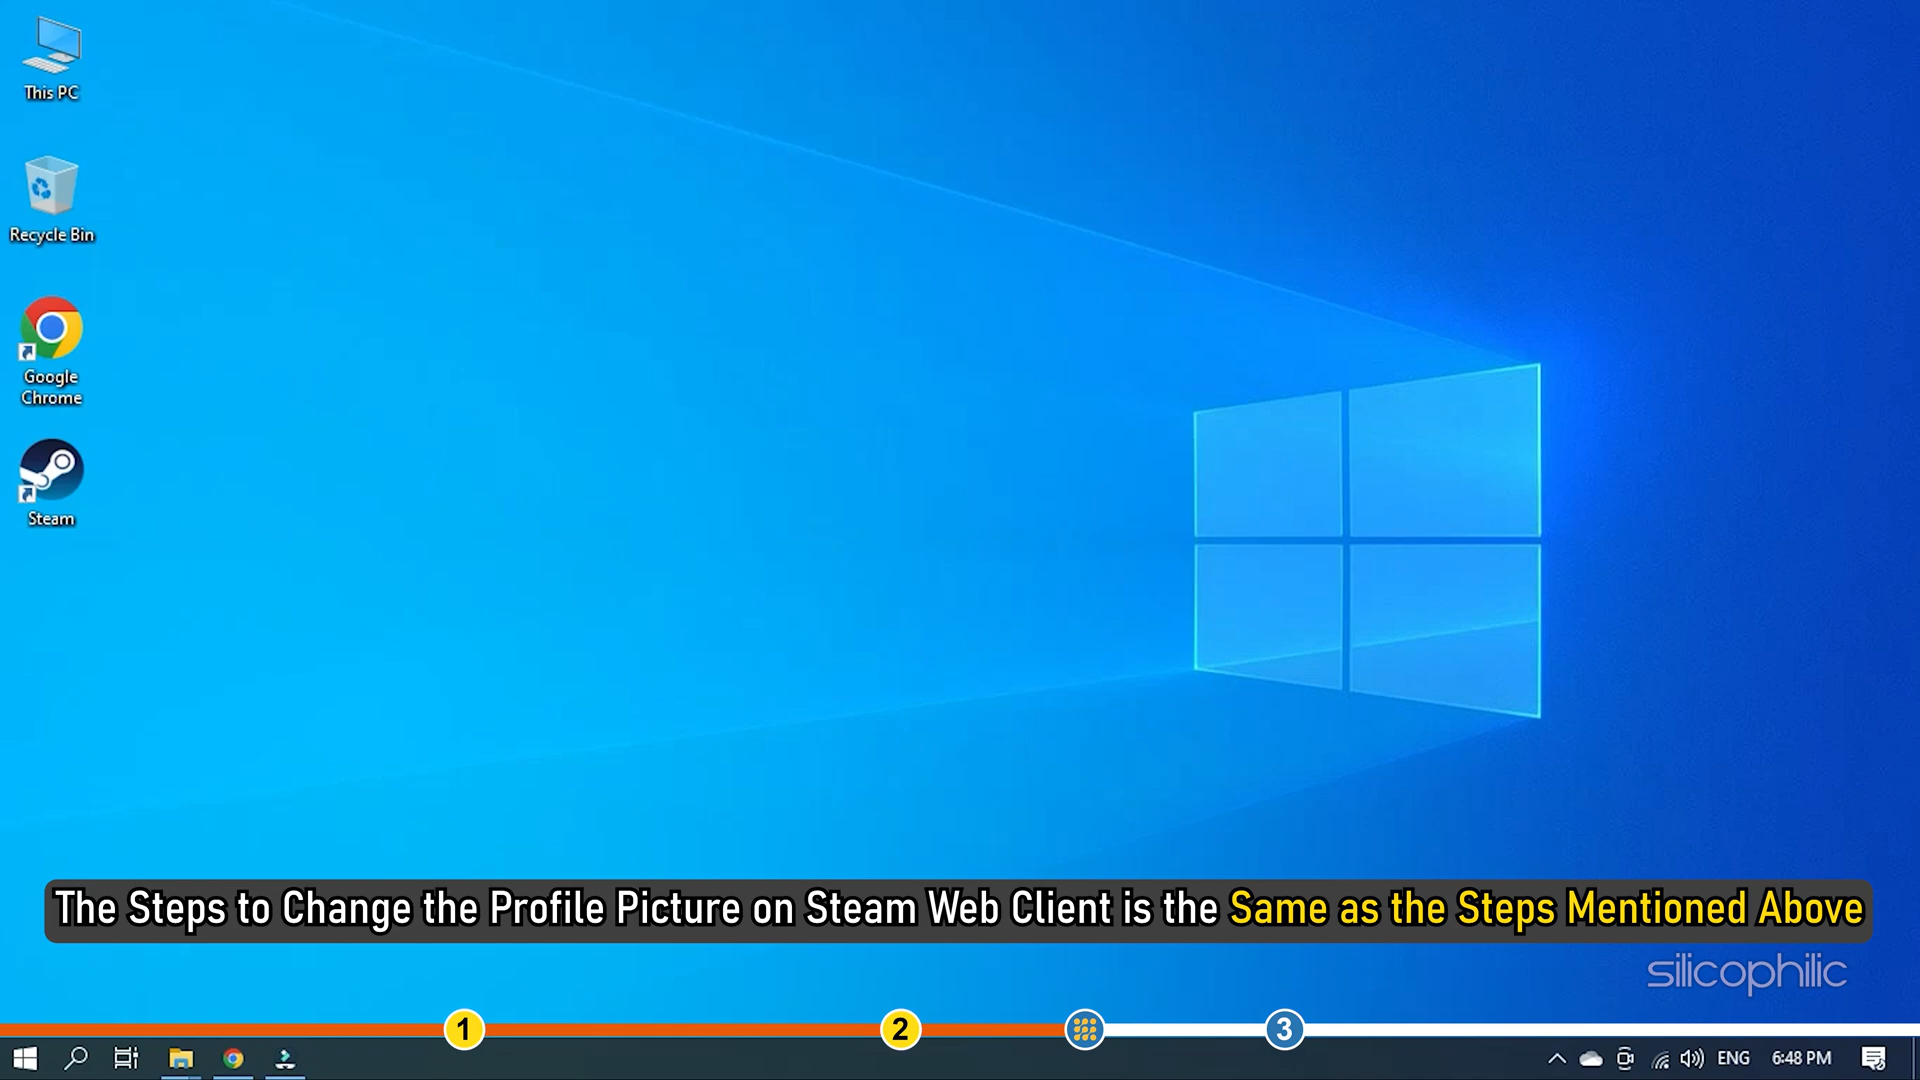 This PC
Recycle Bin
Google
Chrome
Steam
The Steps to Change the Profile Picture on Steam Web Client is the Same as the Steps Mentioned Above
silicophilic
1
2
3
ENG
6:48 PM